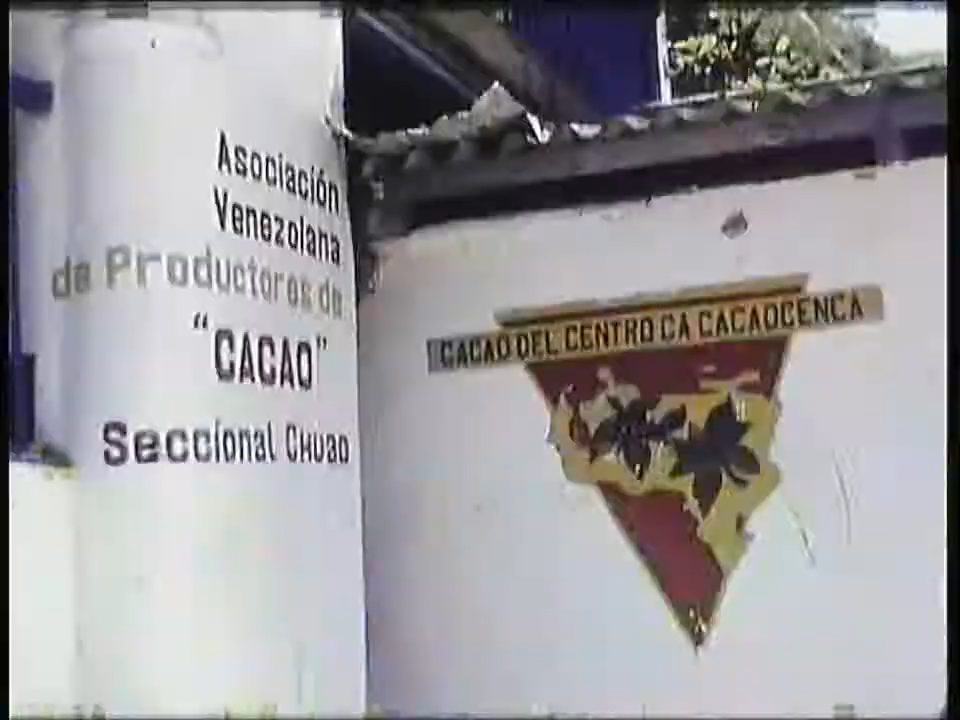 Asociación
Venezolana
de Productores de
"CACAO"
Seccional CHUAO
CACAO DEL CENTRO CA CACAOCENCA